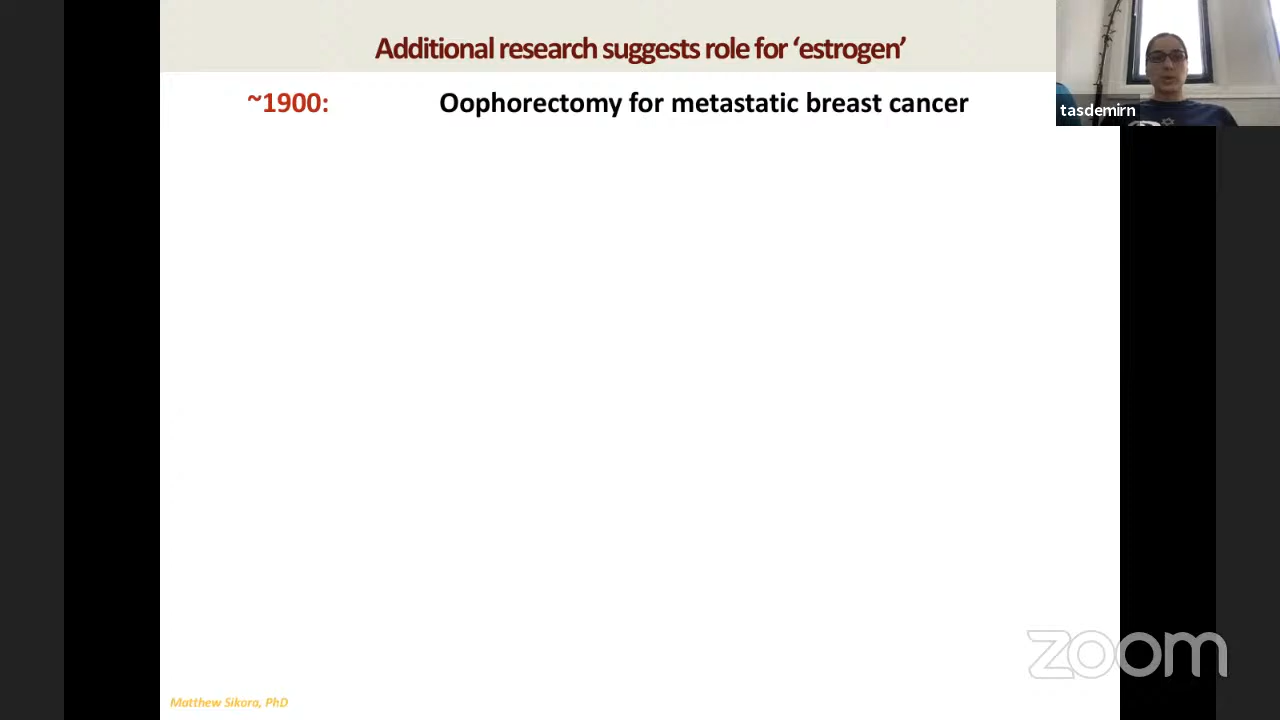 Additional research suggests role for ‘estrogen’
~1900: Oophorectomy for metastatic breast cancer
tasdemirn
zoom
Matthew Sikora, PhD